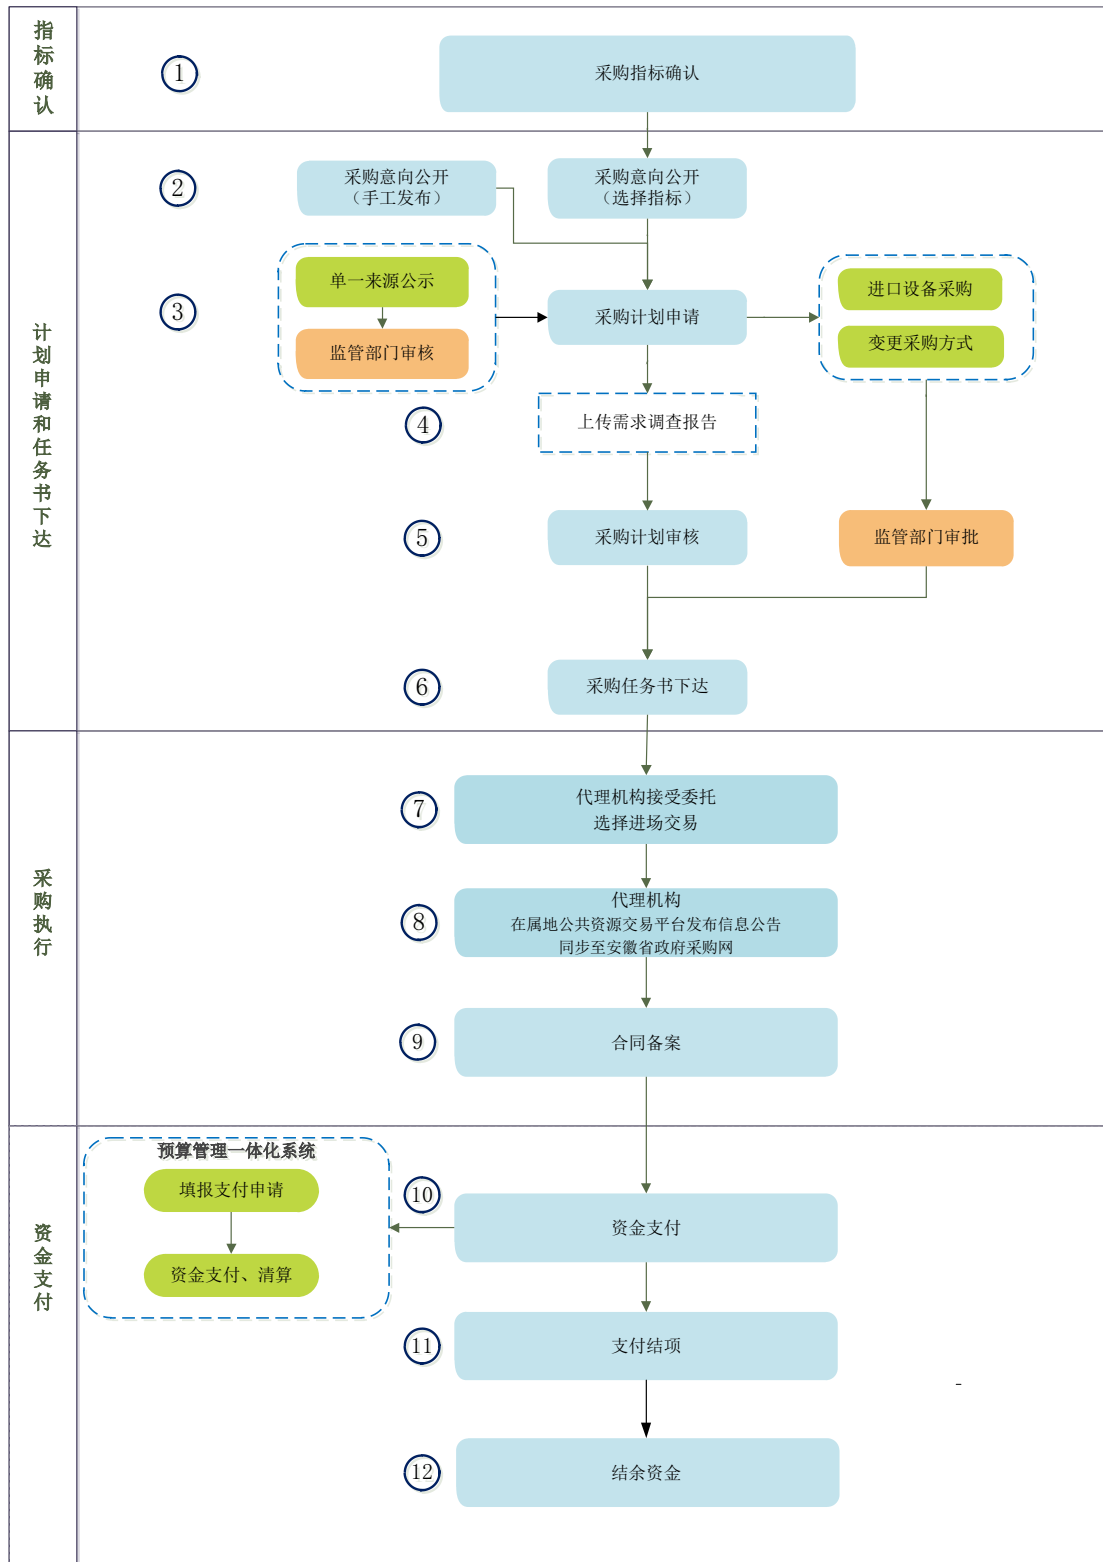 指标确认
①
采购指标确认
计划申请和任务书下达
②
采购意向公开
（手工发布）
采购意向公开
（选择指标）
③
单一来源公示
监管部门审核
采购计划申请
进口设备采购
变更采购方式
④
上传需求调查报告
⑤
采购计划审核
监管部门审批
⑥
采购任务书下达
采购执行
⑦
代理机构接受委托
选择进场交易
⑧
代理机构
在属地公共资源交易平台发布信息公告
同步至安徽省政府采购网
⑨
合同备案
资金支付
预算管理一体化系统
填报支付申请
资金支付、清算
⑩
资金支付
⑪
支付结项
-
⑫
结余资金